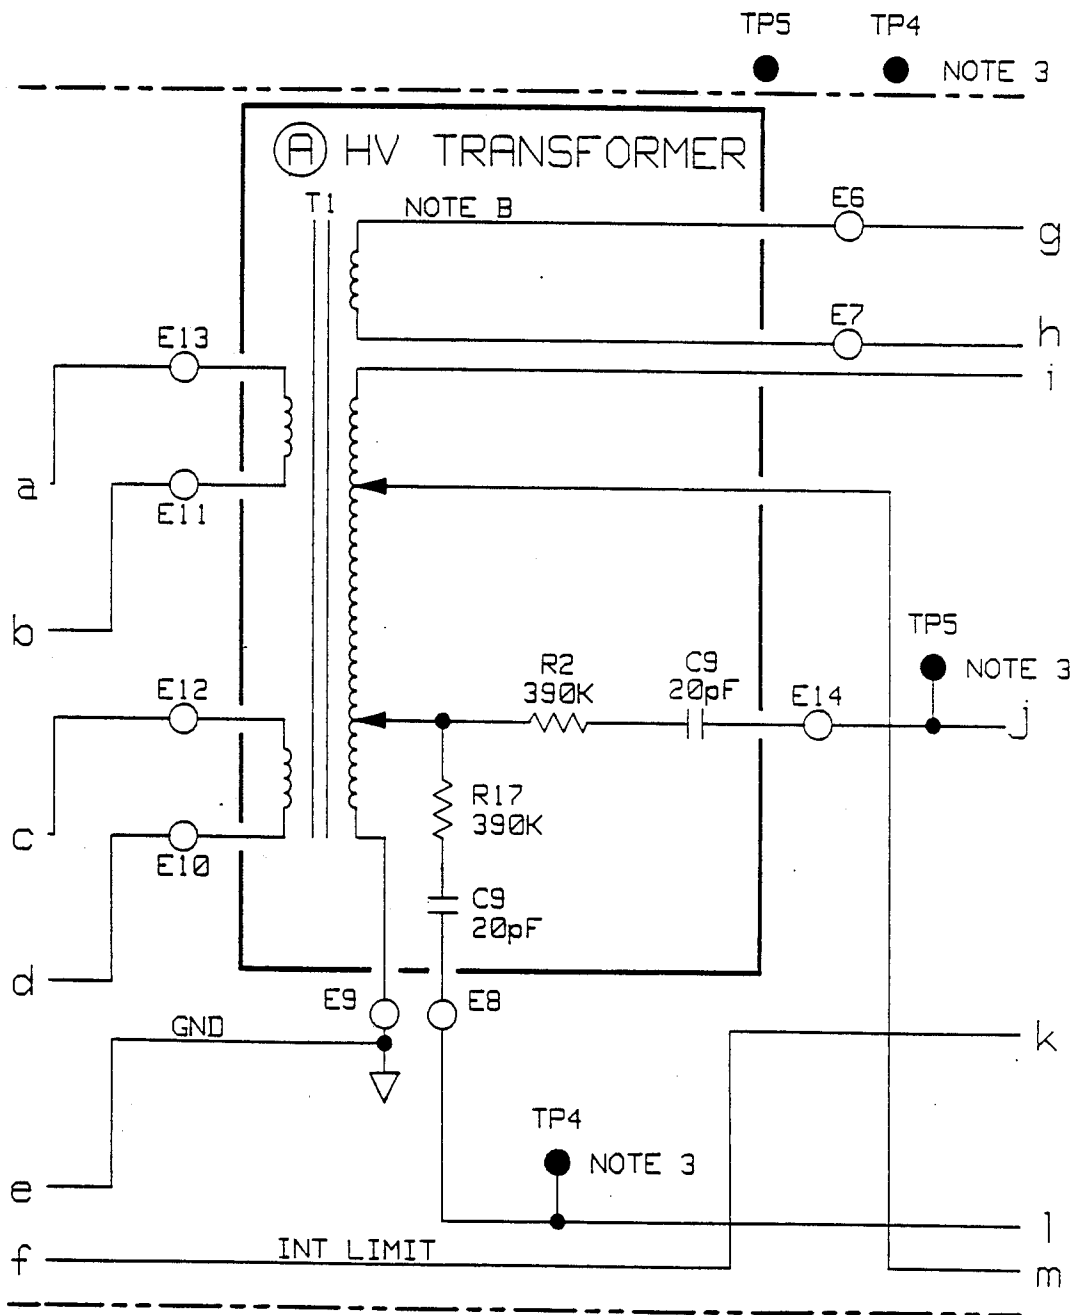 TP5 TP4
NOTE 3
A HV TRANSFORMER
T1 NOTE B E6
g
E7
h
E13
i
a
E11
b
TP5
R2 C9 NOTE 3
390K 20pF
E12 E14
j
R17
390K
c
E10
C9
20pF
d
E9 E8
GND
k
TP4
NOTE 3
e
l
INT LIMIT
f
m